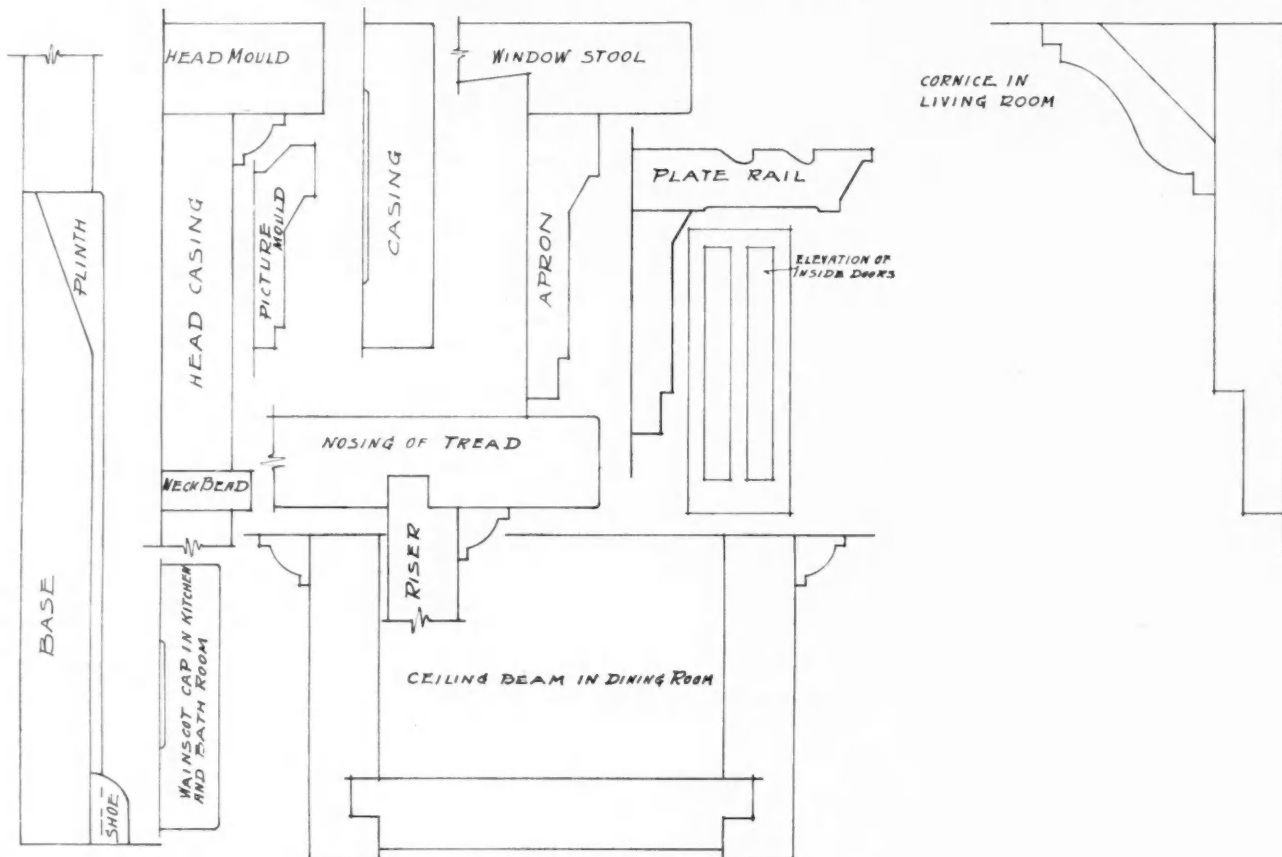 HEAD MOULD
WINDOW STOOL
CORNICE IN
LIVING ROOM
PLINTH
HEAD CASING
PICTURE
MOULD
CASING
APRON
PLATE RAIL
ELEVATION OF
INSIDE DOORS
NOSING OF TREAD
NECK BEAD
RISER
BASE
SHOE
WAINSCOT CAP IN KITCHEN
AND BATH ROOM
CEILING BEAM IN DINING ROOM